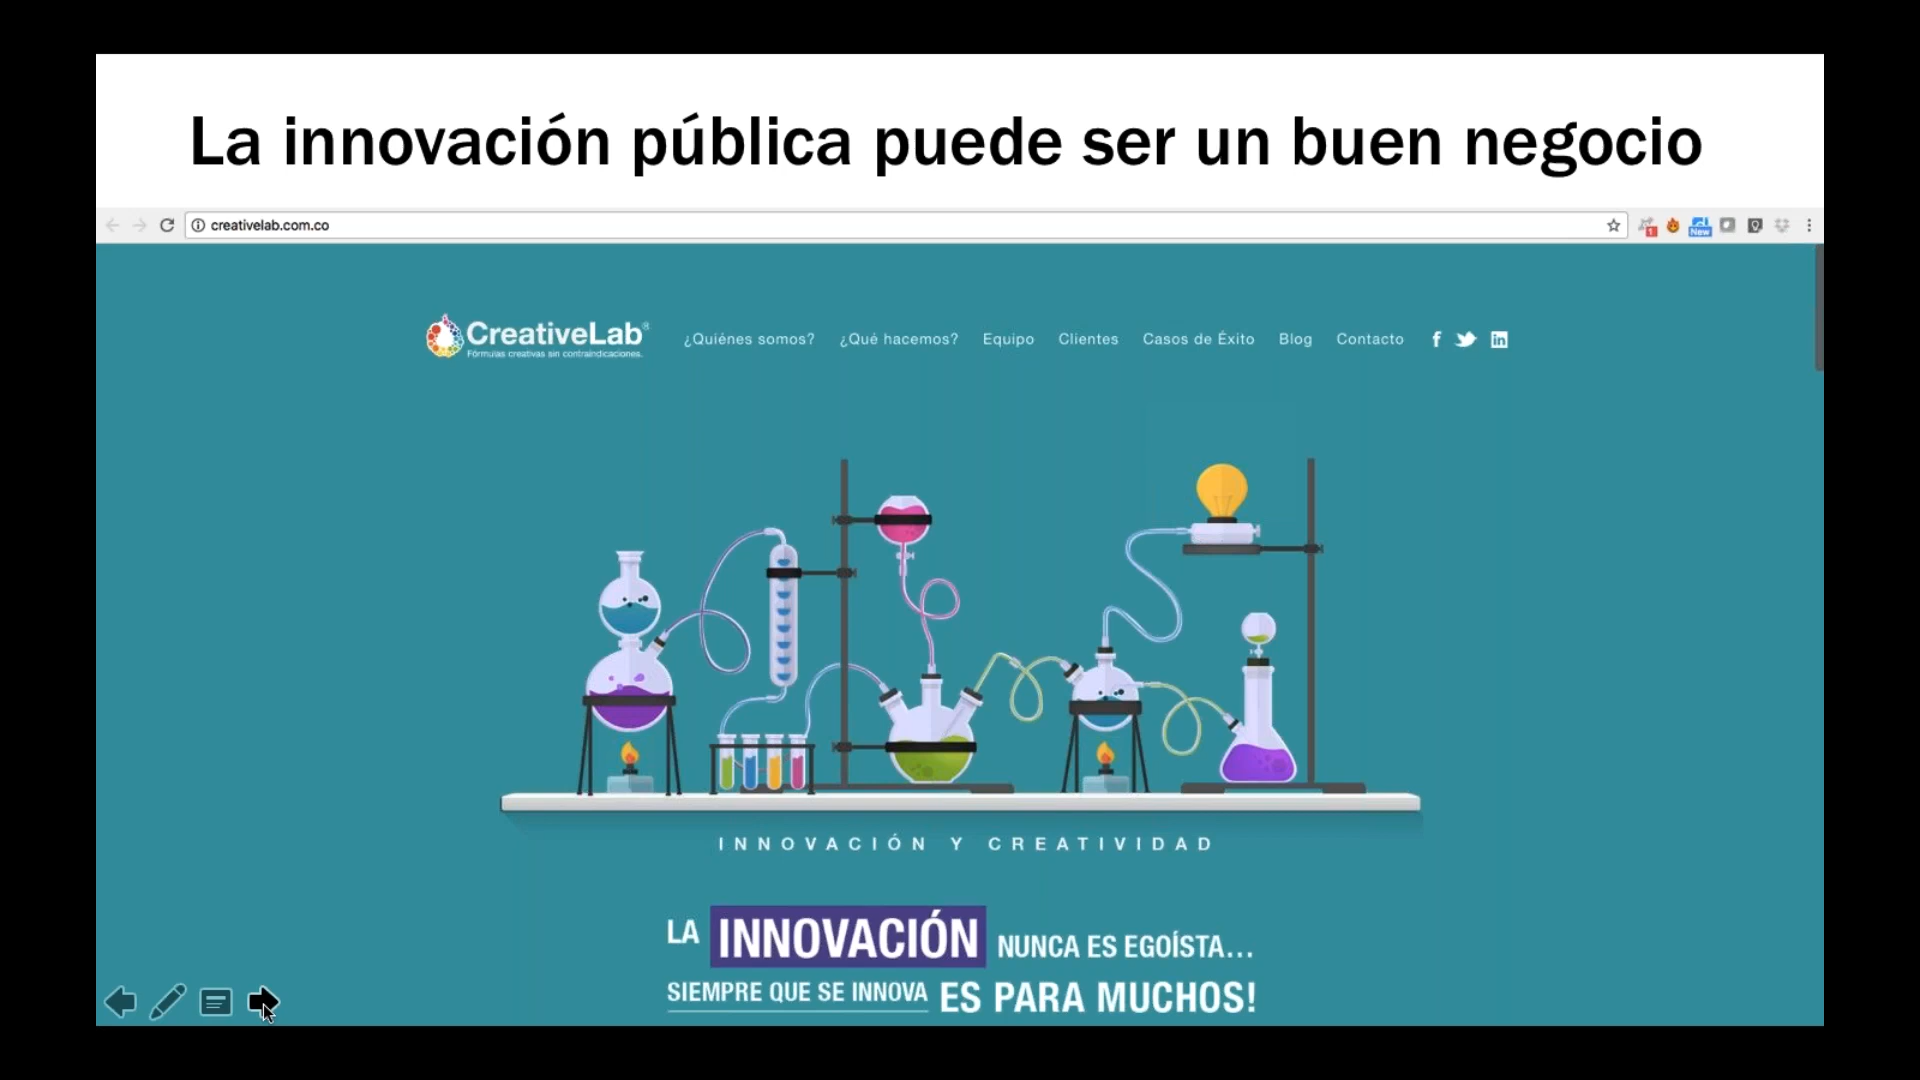 La innovación pública puede ser un buen negocio
creativelab.com.co
1
New
CreativeLab®
Fórmulas creativas sin contraindicaciones.
¿Quiénes somos? ¿Qué hacemos? Equipo Clientes Casos de Éxito Blog Contacto
INNOVACIÓN Y CREATIVIDAD
LA INNOVACIÓN NUNCA ES EGOÍSTA...
SIEMPRE QUE SE INNOVA ES PARA MUCHOS!